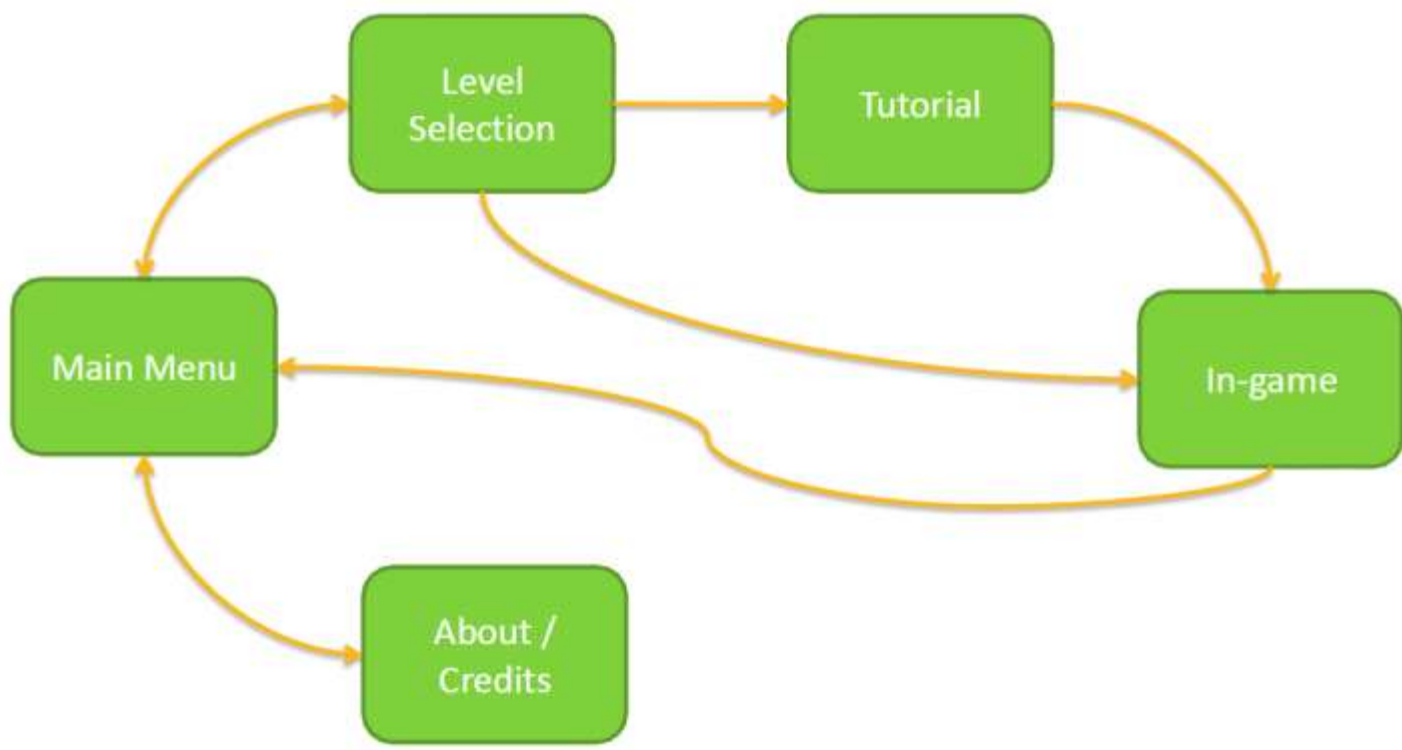 Level
Selection
Tutorial
Main Menu
In-game
About /
Credits